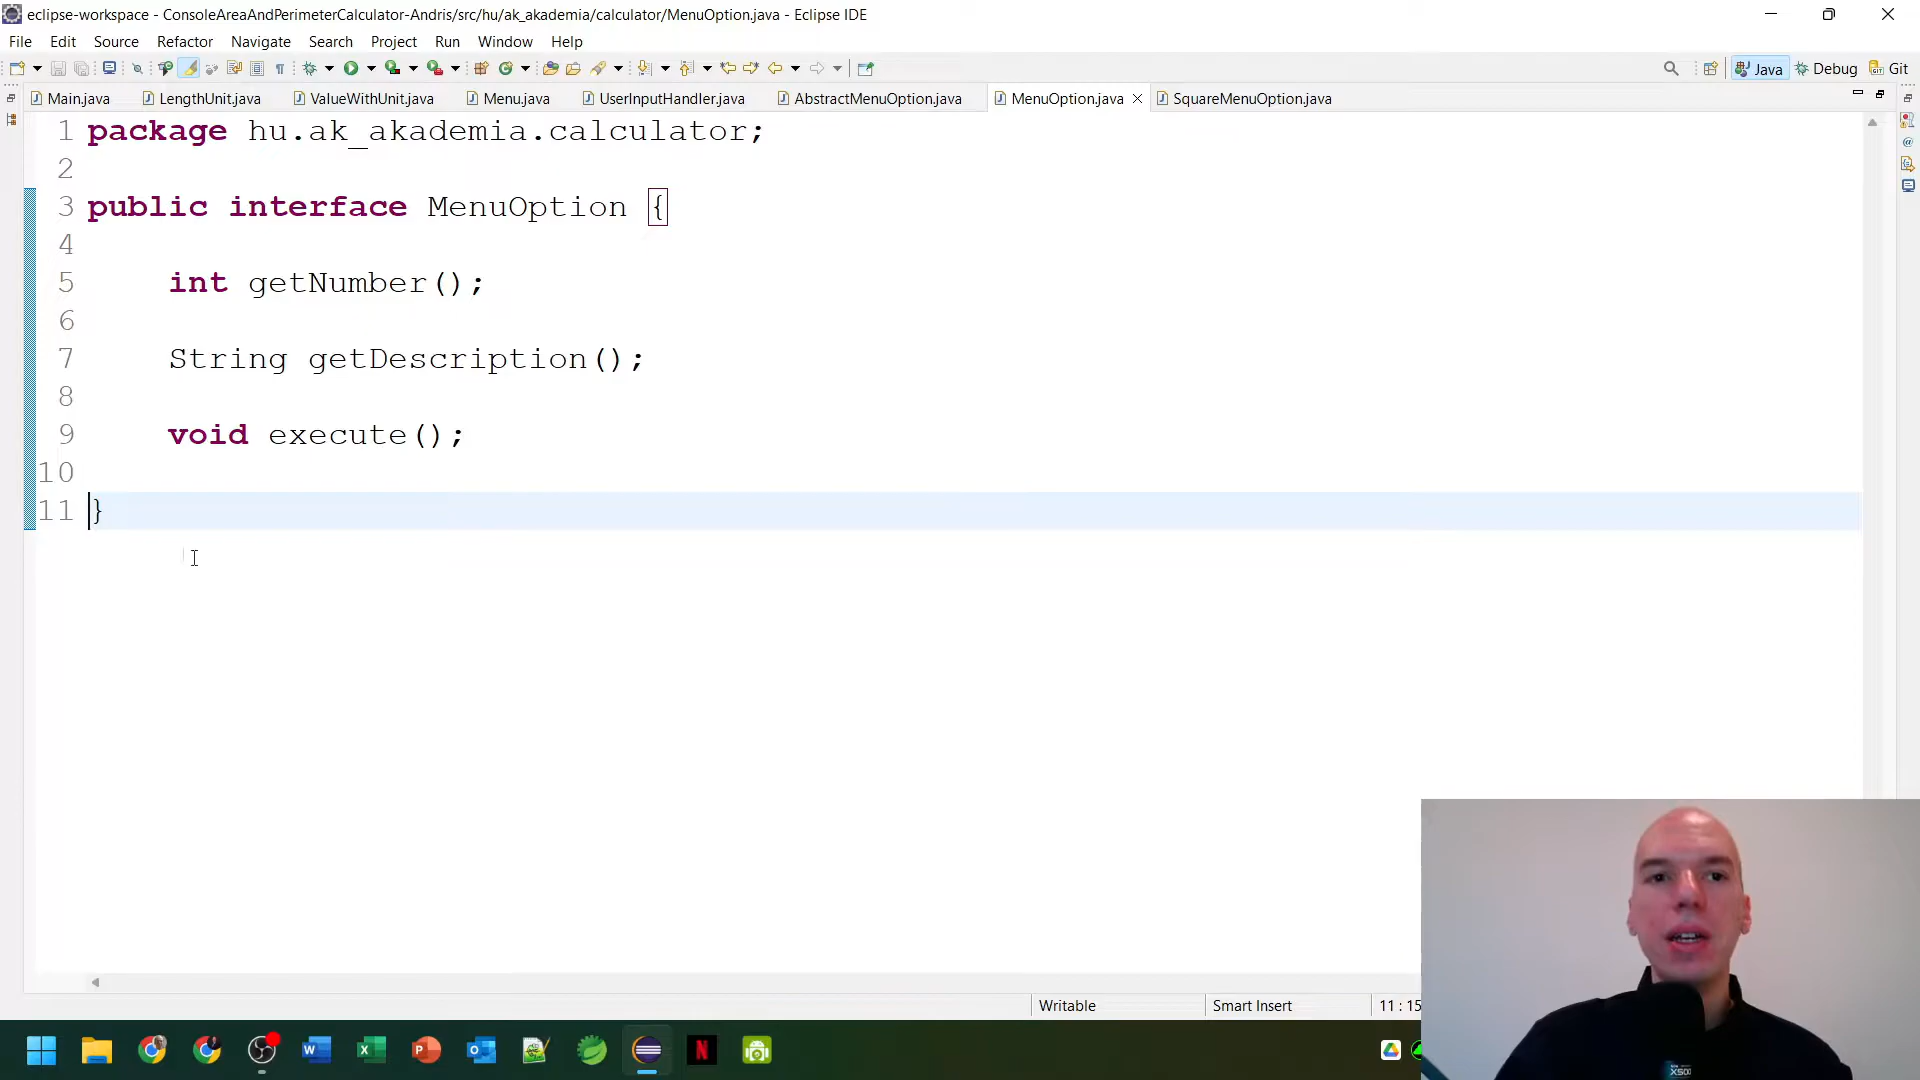 eclipse-workspace - ConsoleAreaAndPerimeterCalculator-Andris/src/hu/ak_akademia/calculator/MenuOption.java - Eclipse IDE
File Edit Source Refactor Navigate Search Project Run Window Help
Java Debug Git
Main.java LengthUnit.java ValueWithUnit.java Menu.java UserInputHandler.java AbstractMenuOption.java MenuOption.java SquareMenuOption.java
1 package hu.ak_akademia.calculator;
2
3 public interface MenuOption {
4
5 int getNumber();
6
7 String getDescription();
8
9 void execute();
10
11 }
Writable Smart Insert 11 : 15